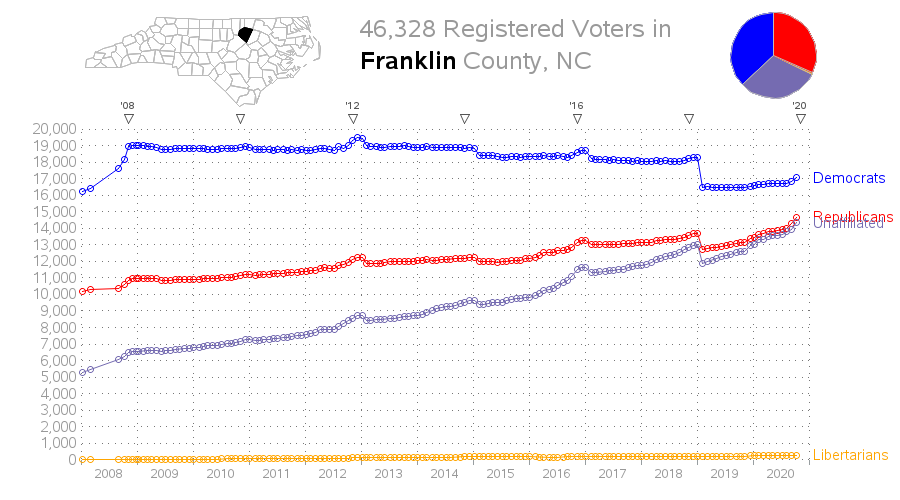 46,328 Registered Voters in
Franklin County, NC
'08 '12 '16 '20
20,000
19,000
18,000
17,000
16,000
15,000
14,000
13,000
12,000
11,000
10,000
9,000
8,000
7,000
6,000
5,000
4,000
3,000
2,000
1,000
0
Democrats
Republicans
Unaffiliated
Libertarians
2008 2009 2010 2011 2012 2013 2014 2015 2016 2017 2018 2019 2020